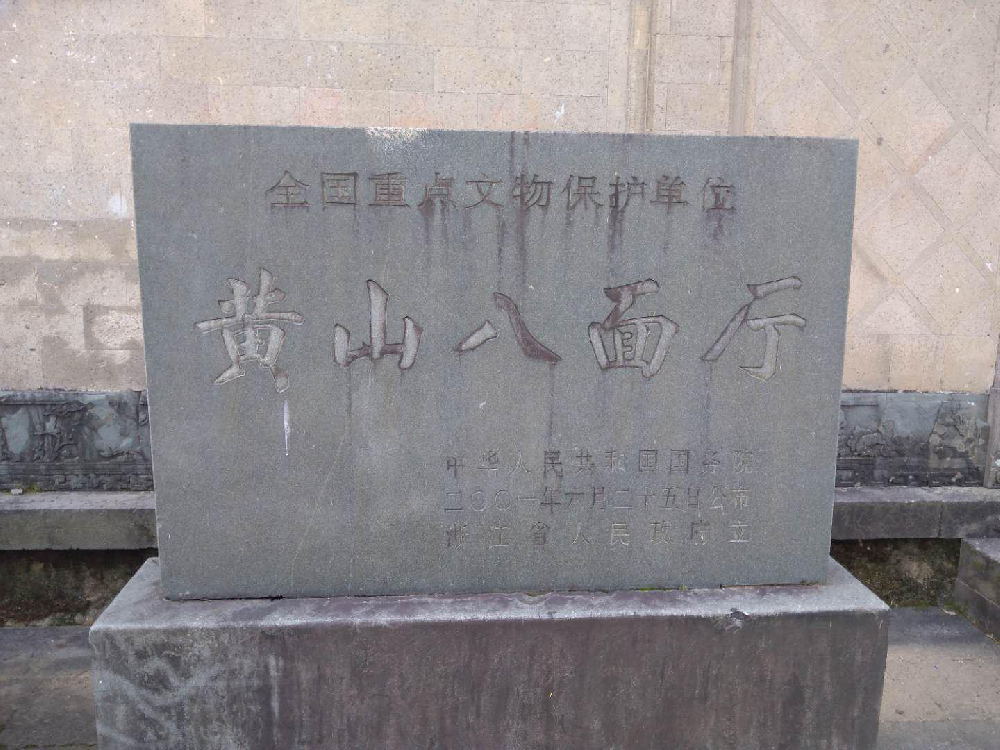 全国重点文物保护单位
黄山八面厅
中华人民共和国国务院
二〇〇一年六月二十五日公布
浙江省人民政府立